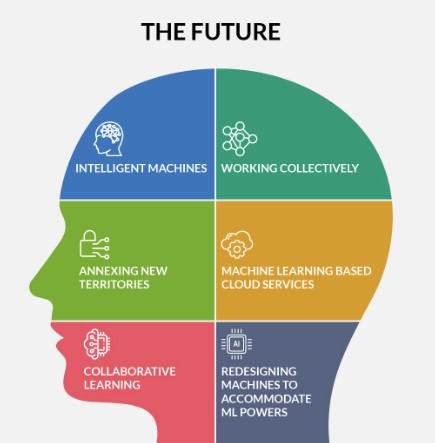 THE FUTURE
INTELLIGENT MACHINES
WORKING COLLECTIVELY
ANNEXING NEW
TERRITORIES
MACHINE LEARNING BASED
CLOUD SERVICES
COLLABORATIVE
LEARNING
AI
REDESIGNING
MACHINES TO
ACCOMMODATE
ML POWERS